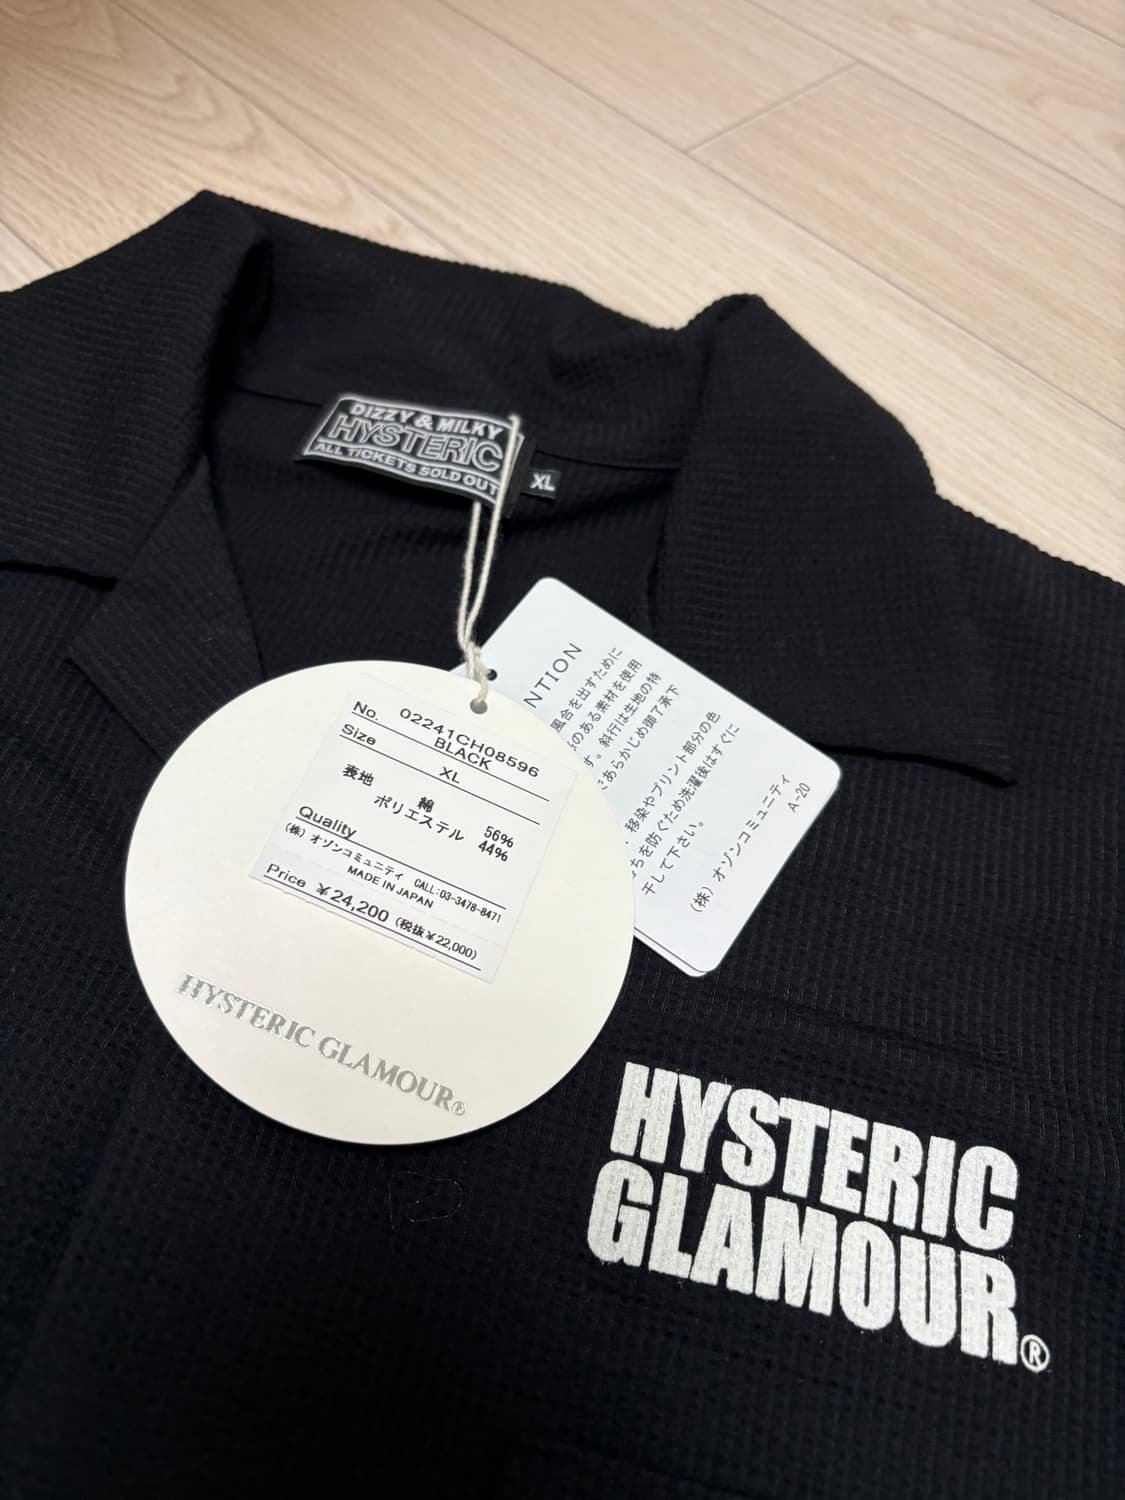 DIZZY & MILKY
HYSTERIC
ALL TICKETS SOLD OUT
XL
No. 02241CH08596
BLACK
Size XL
表地 綿 56%
ポリエステル 44%
Quality
(株) オゾンコミュニティ CALL:03-3478-8471
MADE IN JAPAN
Price ¥24,200 (税抜¥22,000)
HYSTERIC GLAMOUR®
NTION
風合を出すために
のある素材を使用
す。斜行は生地の特
であらかじめ御了承下
移染やプリント部分の色
ちを防ぐため洗濯後はすぐに
干して下さい。
(株) オゾンコミュニティ
A-20
HYSTERIC
GLAMOUR®